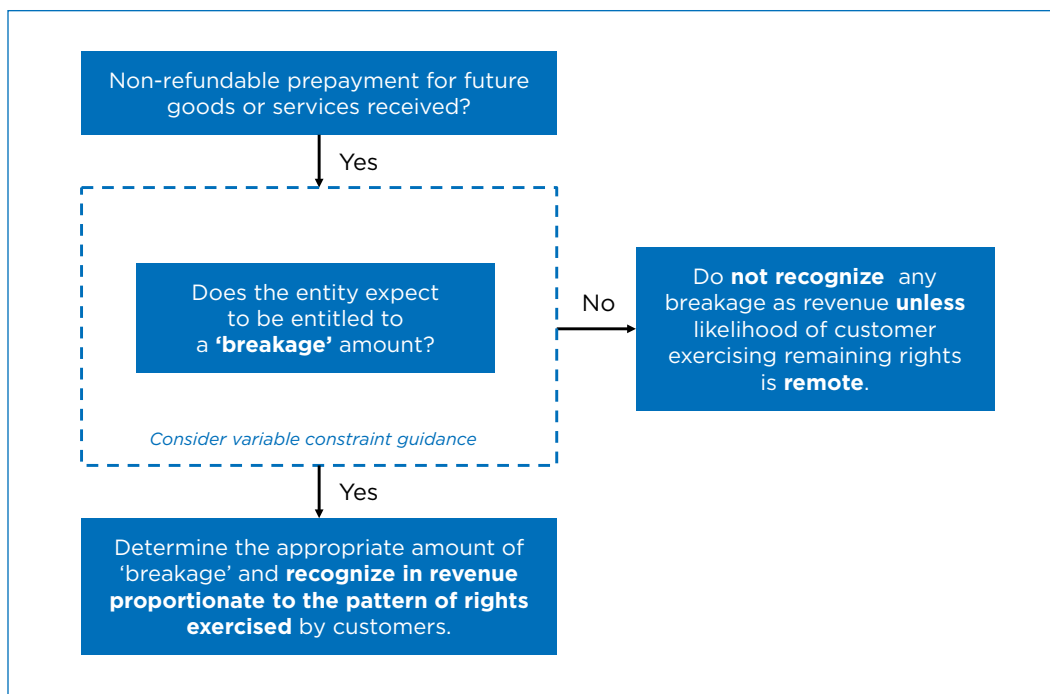 Non-refundable prepayment for future
goods or services received?
Yes
Does the entity expect
to be entitled to
a ‘breakage’ amount?
Consider variable constraint guidance
No
Do not recognize any
breakage as revenue unless
likelihood of customer
exercising remaining rights
is remote.
Yes
Determine the appropriate amount of
‘breakage’ and recognize in revenue
proportionate to the pattern of rights
exercised by customers.